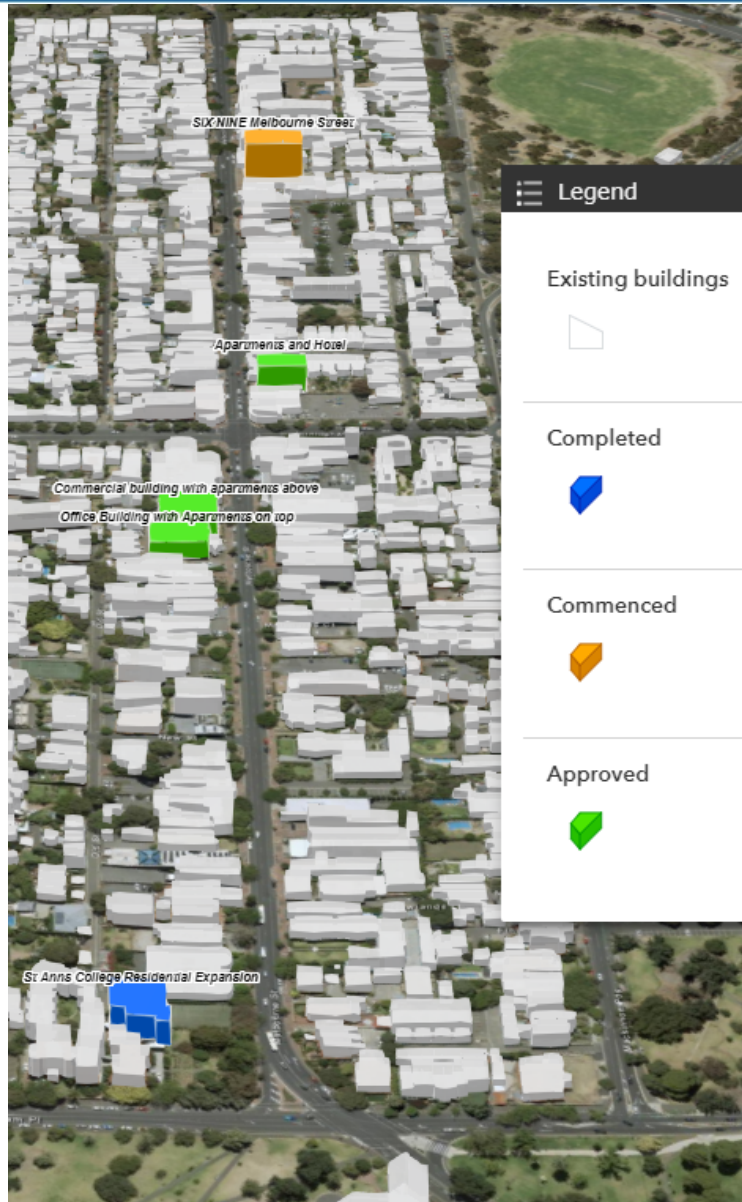 SIX-NINE Melbourne Street
Legend
Existing buildings
Apartments and Hotel
Completed
Commercial building with apartments above
Office Building with Apartments on top
Commenced
Approved
St Anns College Residential Expansion